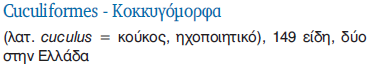 Cuculiformes - Κοκκυγόμορφα
(λατ. cuculus = κούκος, ηχοποιητικό), 149 είδη, δύο
στην Ελλάδα